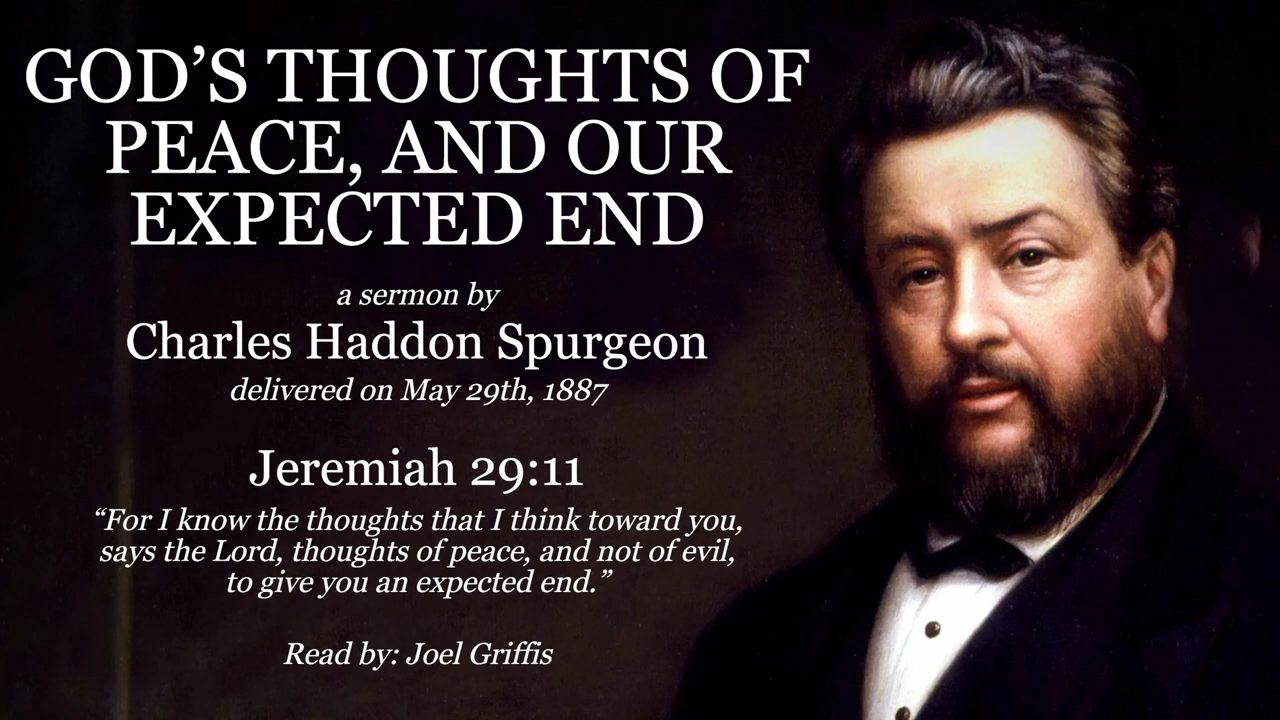 GOD’S THOUGHTS OF
PEACE, AND OUR
EXPECTED END
a sermon by
Charles Haddon Spurgeon
delivered on May 29th, 1887
Jeremiah 29:11
“For I know the thoughts that I think toward you,
says the Lord, thoughts of peace, and not of evil,
to give you an expected end.”
Read by: Joel Griffis